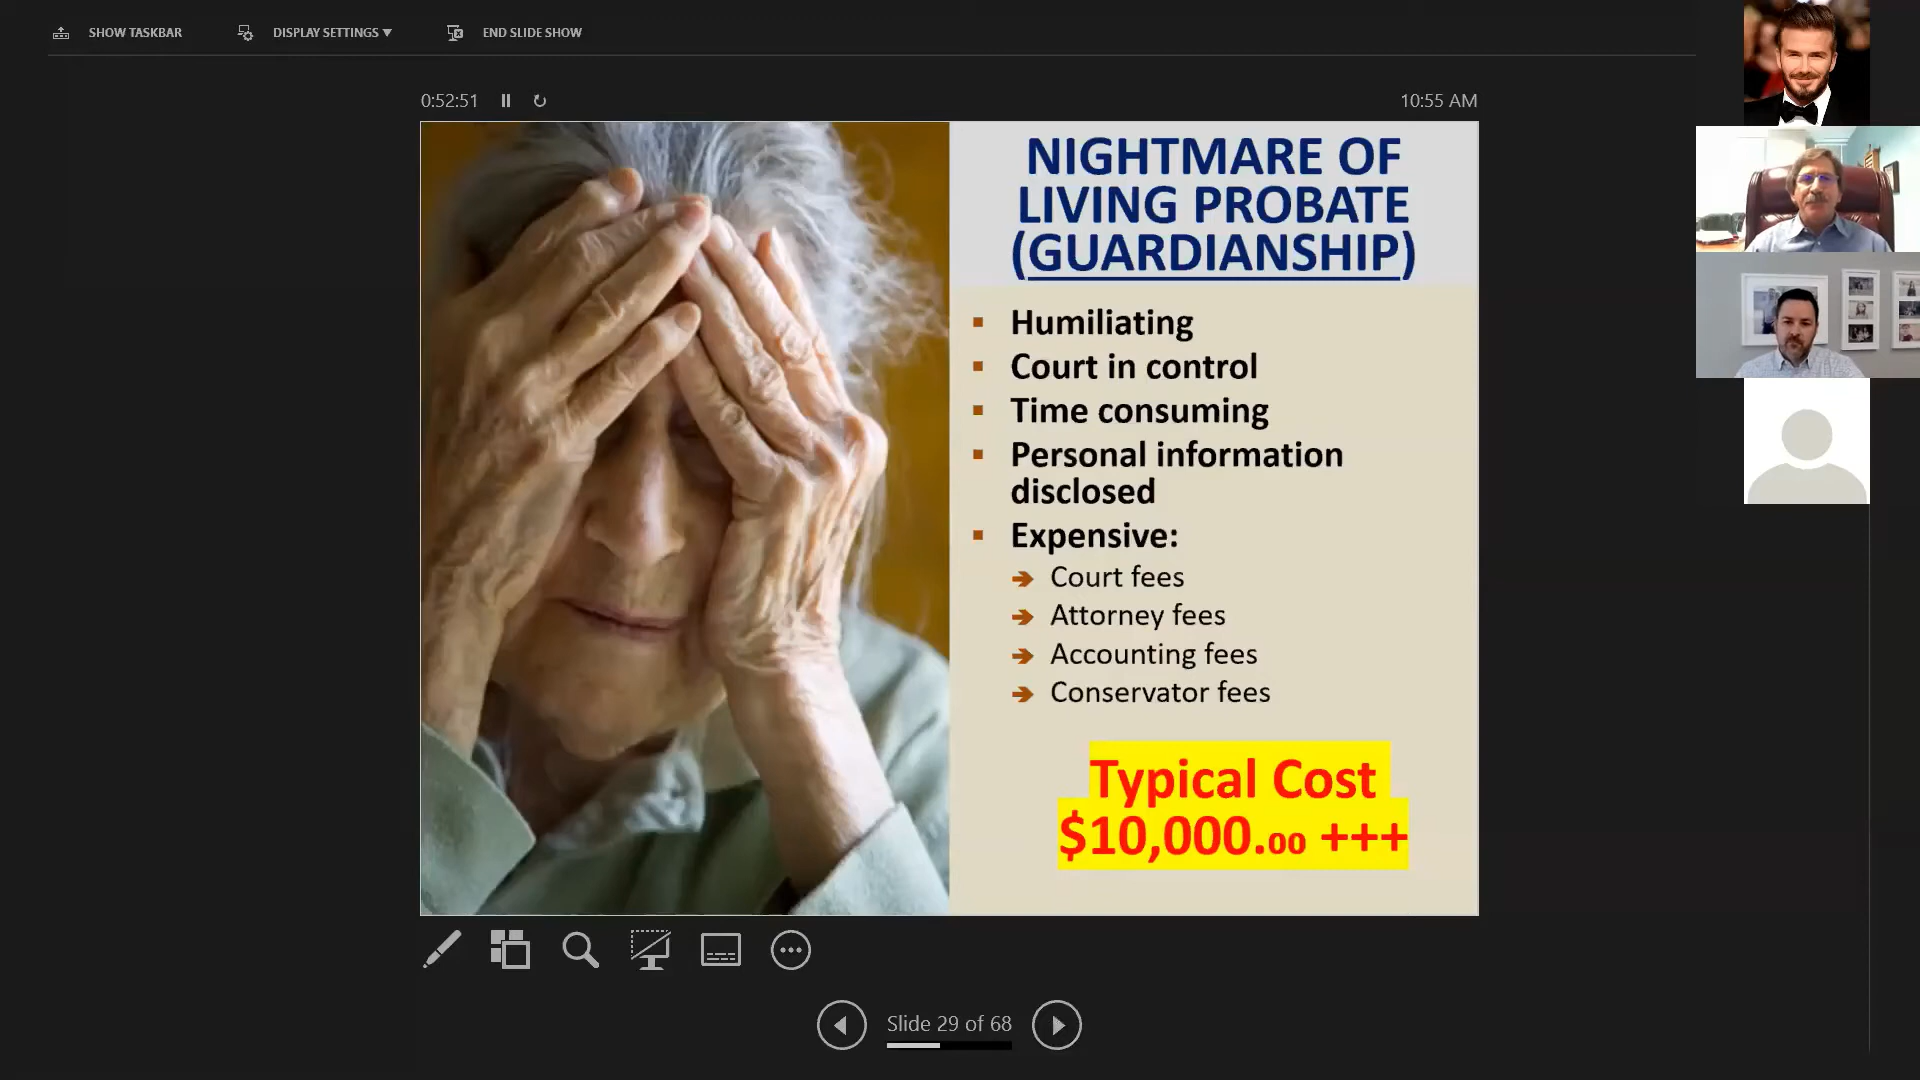 SHOW TASKBAR
DISPLAY SETTINGS ▼
END SLIDE SHOW
0:52:51
10:55 AM
NIGHTMARE OF
LIVING PROBATE
(GUARDIANSHIP)
Humiliating
Court in control
Time consuming
Personal information
disclosed
Expensive:
Court fees
Attorney fees
Accounting fees
Conservator fees
Typical Cost
$10,000.00 +++
Slide 29 of 68